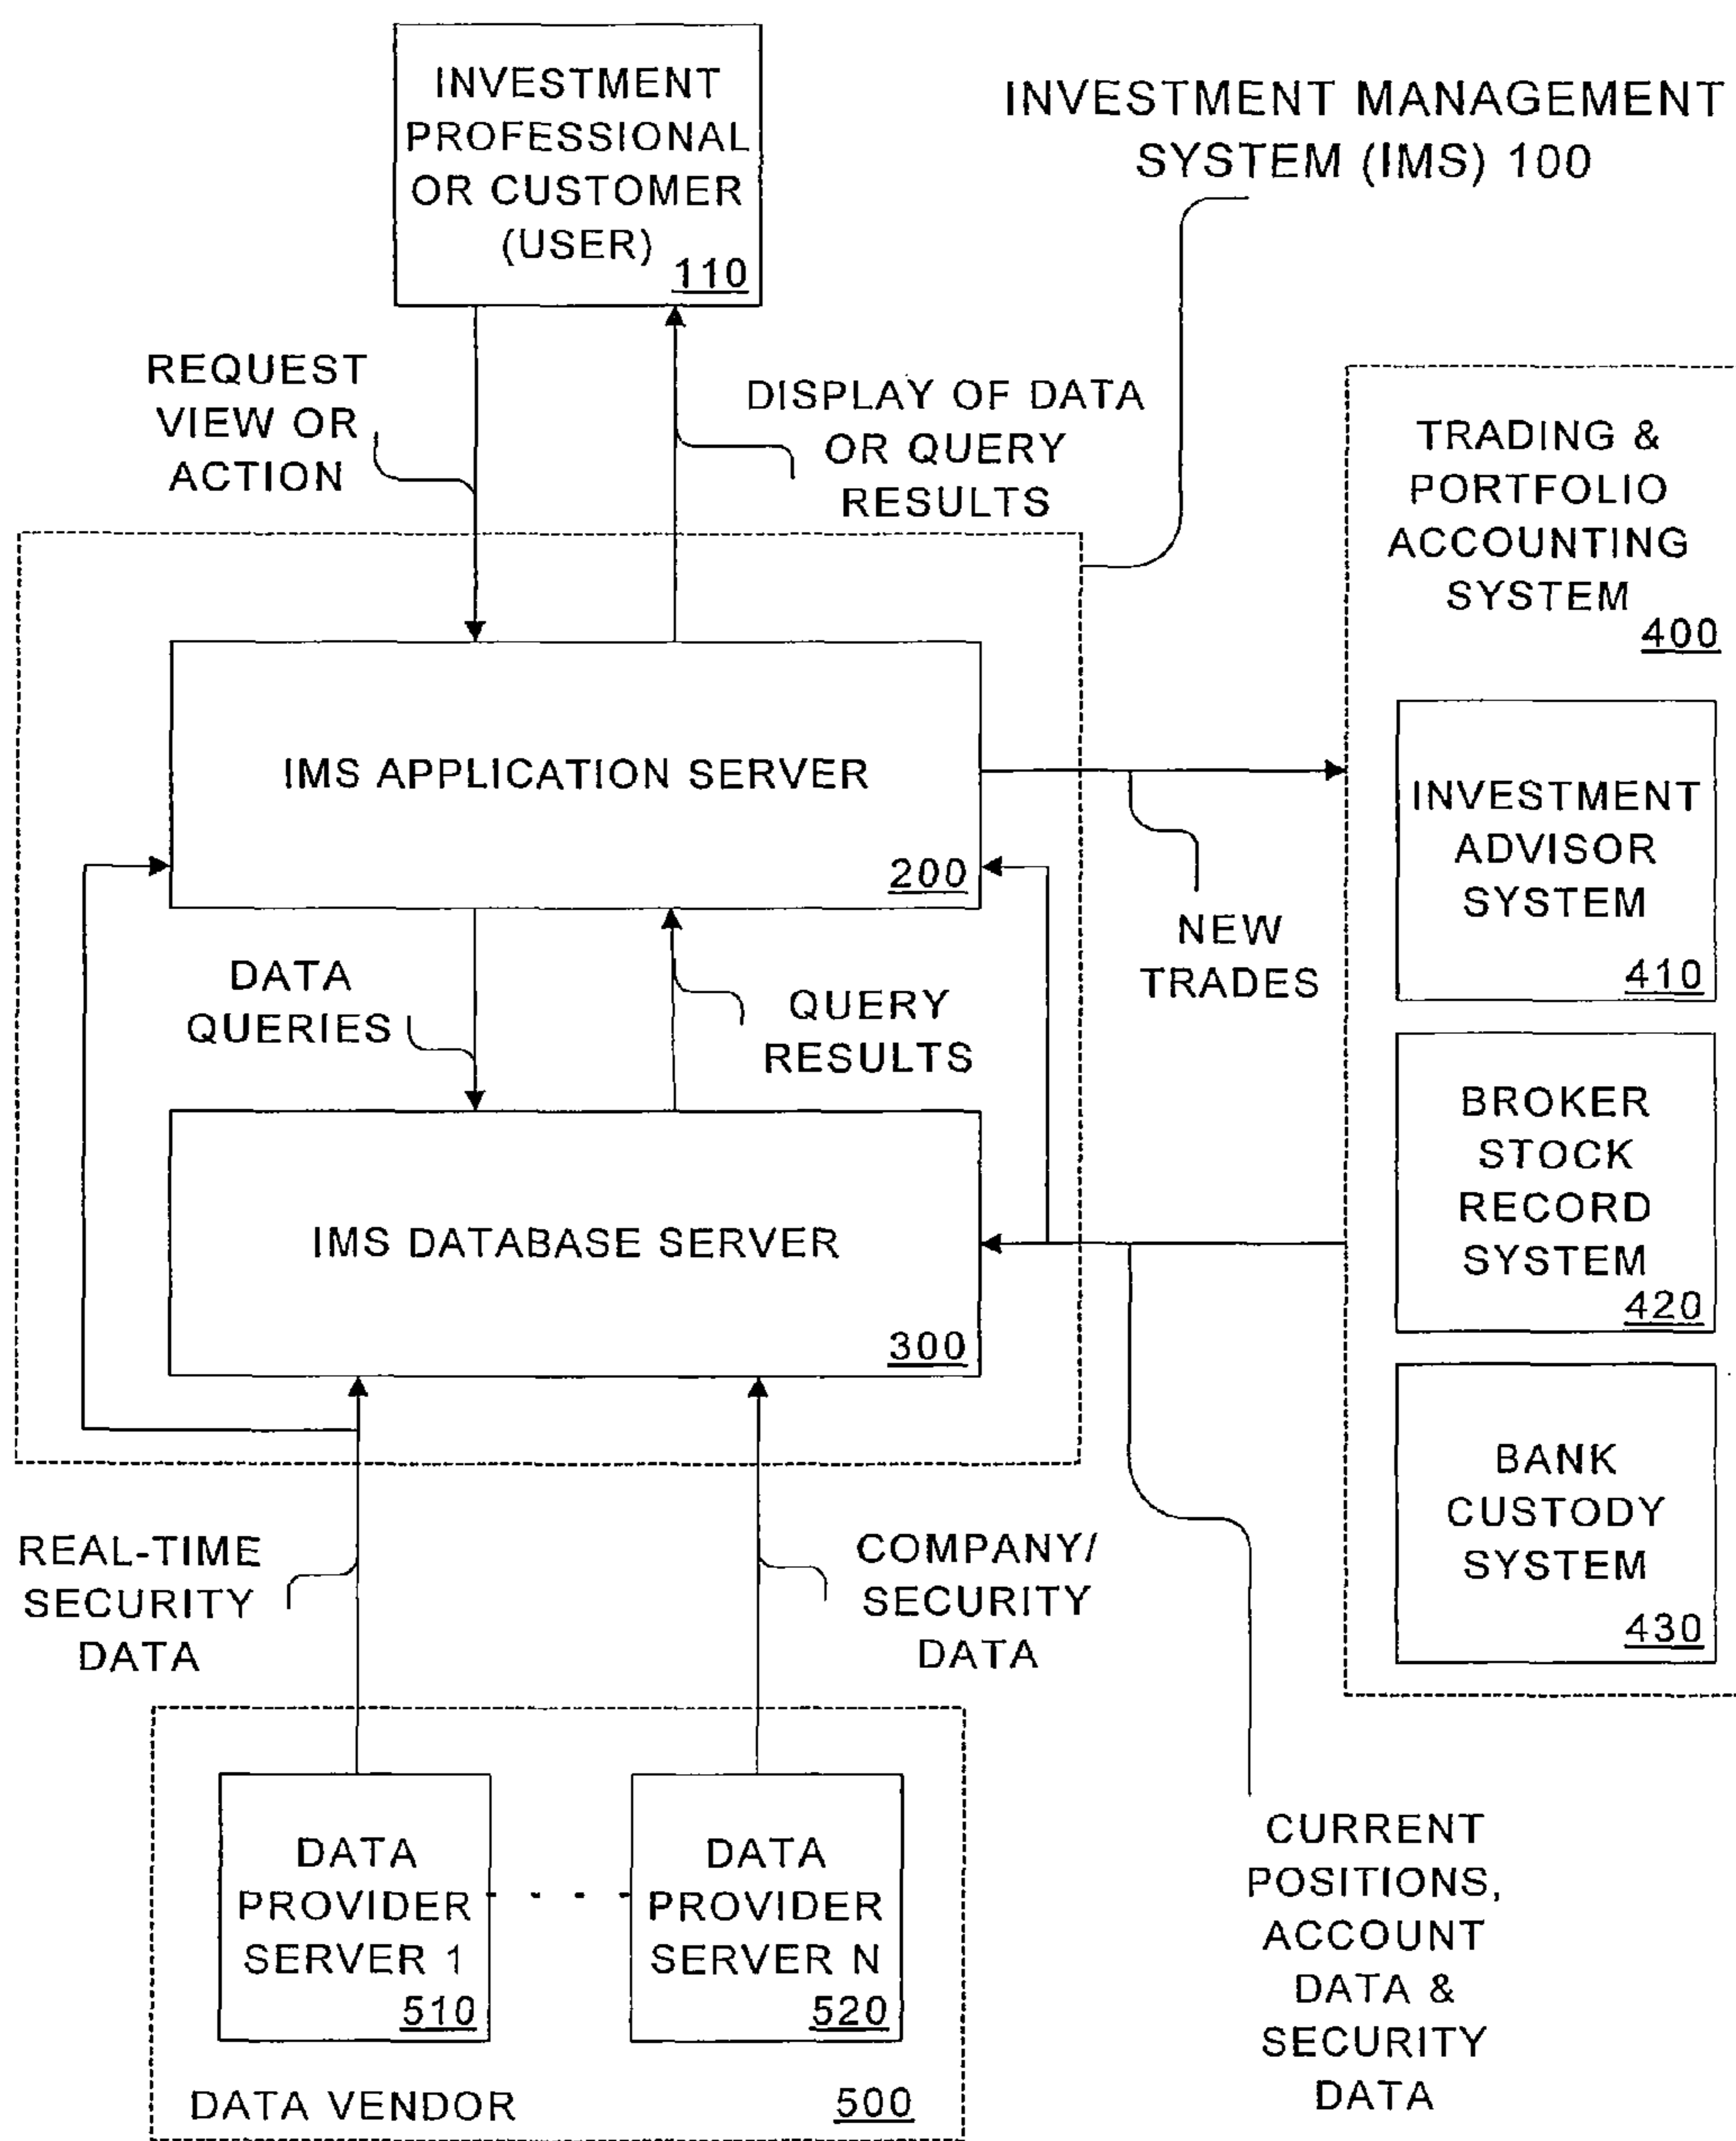 INVESTMENT
PROFESSIONAL
OR CUSTOMER
(USER)
110
INVESTMENT MANAGEMENT
SYSTEM (IMS) 100
REQUEST
VIEW OR
ACTION
DISPLAY OF DATA
OR QUERY
RESULTS
TRADING &
PORTFOLIO
ACCOUNTING
SYSTEM
400
IMS APPLICATION SERVER
200
NEW
TRADES
INVESTMENT
ADVISOR
SYSTEM
410
DATA
QUERIES
QUERY
RESULTS
BROKER
STOCK
RECORD
SYSTEM
420
IMS DATABASE SERVER
300
BANK
CUSTODY
SYSTEM
430
REAL-TIME
SECURITY
DATA
COMPANY/
SECURITY
DATA
DATA
PROVIDER
SERVER 1
510
DATA
PROVIDER
SERVER N
520
DATA VENDOR
500
CURRENT
POSITIONS,
ACCOUNT
DATA &
SECURITY
DATA